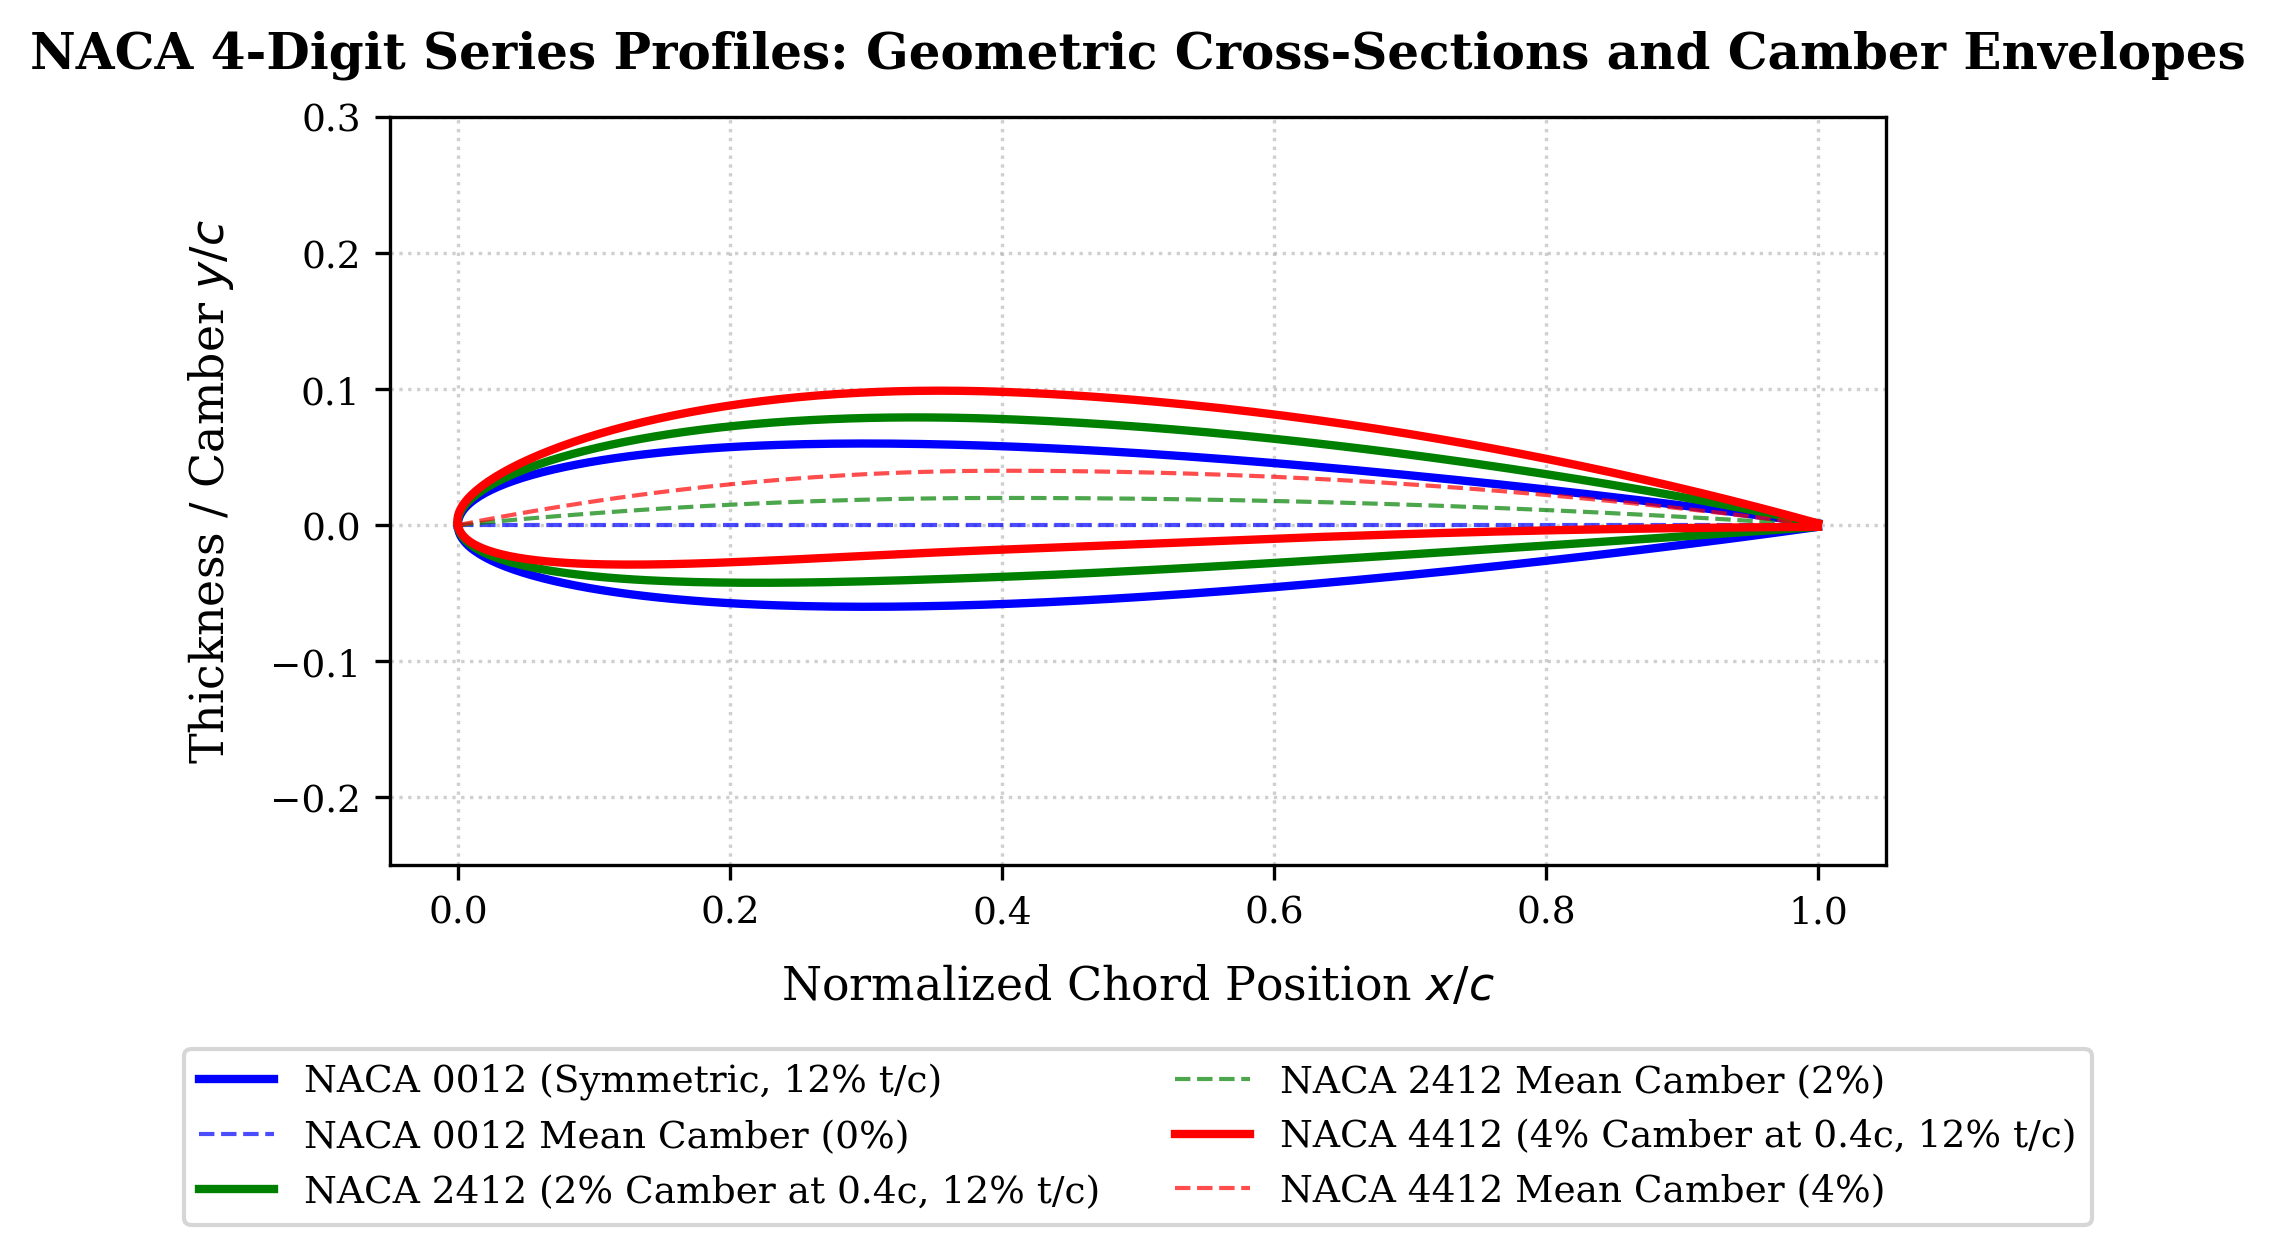 NACA 4-Digit Series Profiles: Geometric Cross-Sections and Camber Envelopes
Thickness / Camber y/c
0.3
0.2
0.1
0.0
−0.1
−0.2
0.0 0.2 0.4 0.6 0.8 1.0
Normalized Chord Position x/c
NACA 0012 (Symmetric, 12% t/c)
NACA 0012 Mean Camber (0%)
NACA 2412 (2% Camber at 0.4c, 12% t/c)
NACA 2412 Mean Camber (2%)
NACA 4412 (4% Camber at 0.4c, 12% t/c)
NACA 4412 Mean Camber (4%)